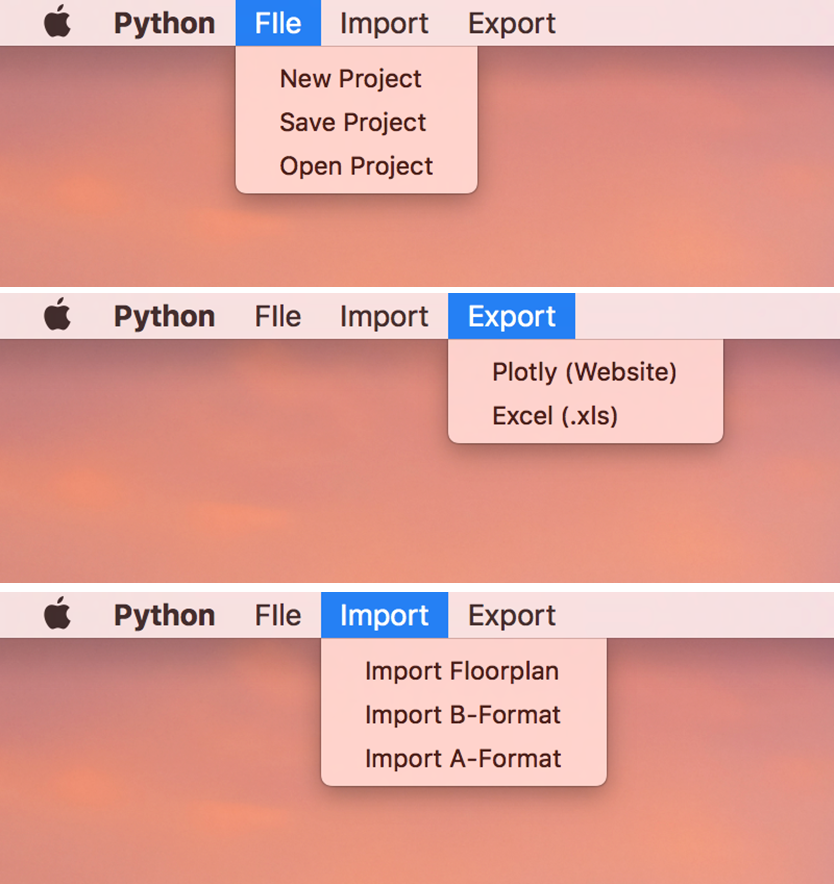 Python FIle Import Export
New Project
Save Project
Open Project
Python FIle Import Export
Plotly (Website)
Excel (.xls)
Python FIle Import Export
Import Floorplan
Import B-Format
Import A-Format